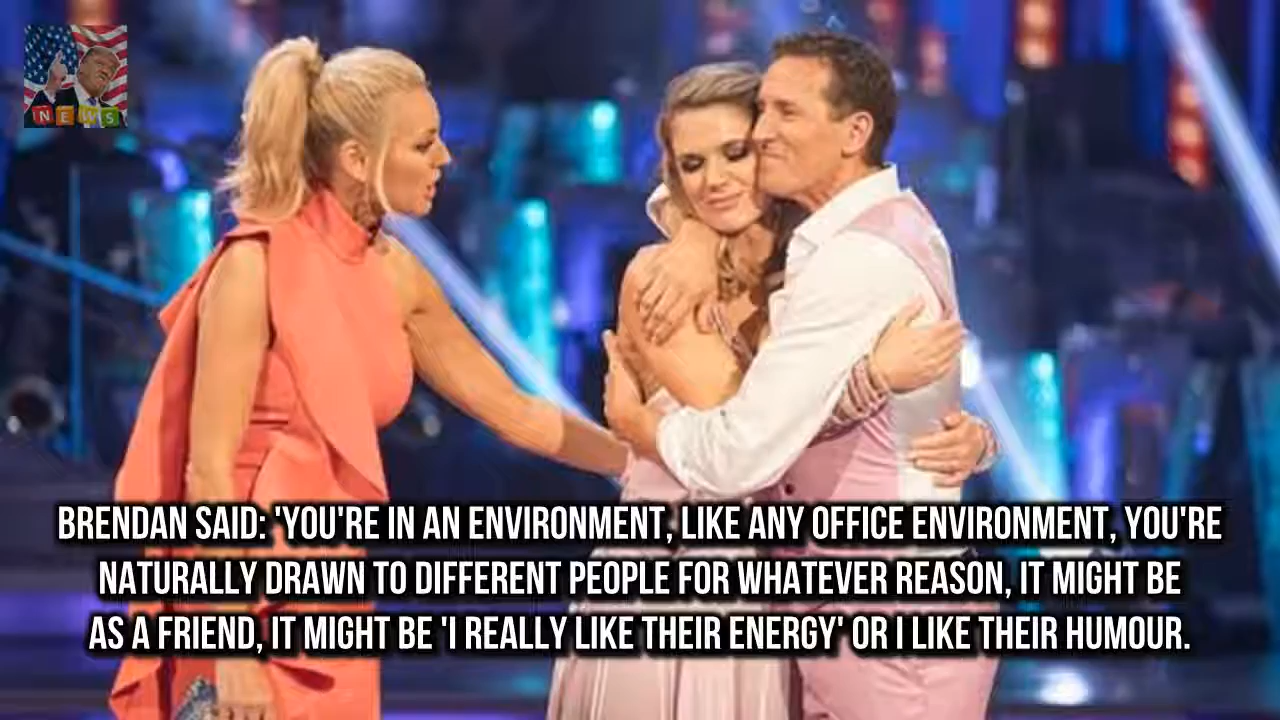 NEWS
BRENDAN SAID: 'YOU'RE IN AN ENVIRONMENT, LIKE ANY OFFICE ENVIRONMENT, YOU'RE
NATURALLY DRAWN TO DIFFERENT PEOPLE FOR WHATEVER REASON, IT MIGHT BE
AS A FRIEND, IT MIGHT BE 'I REALLY LIKE THEIR ENERGY' OR I LIKE THEIR HUMOUR.